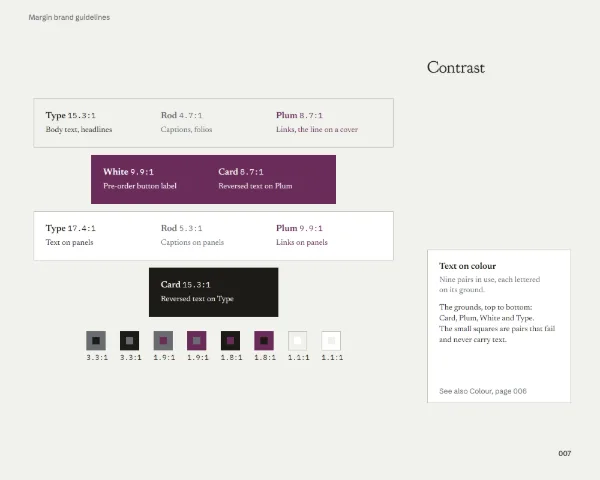 Margin brand guidelines
Contrast
Type 15.3:1
Body text, headlines
Rod 4.7:1
Captions, folios
Plum 8.7:1
Links, the line on a cover
White 9.9:1
Pre-order button label
Card 8.7:1
Reversed text on Plum
Type 17.4:1
Text on panels
Rod 5.3:1
Captions on panels
Plum 9.9:1
Links on panels
Card 15.3:1
Reversed text on Type
3.3:1
3.3:1
1.9:1
1.9:1
1.8:1
1.8:1
1.1:1
1.1:1
Text on colour
Nine pairs in use, each lettered
on its ground.
The grounds, top to bottom:
Card, Plum, White and Type.
The small squares are pairs that fail
and never carry text.
See also Colour, page 006
007